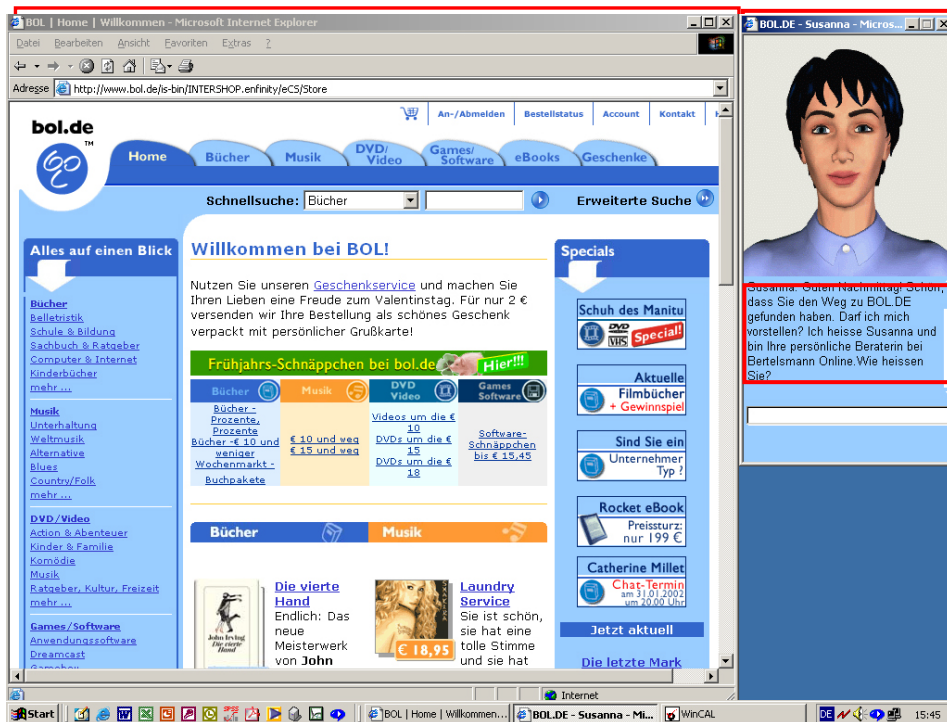 BOL | Home | Willkommen - Microsoft Internet Explorer
Datei Bearbeiten Ansicht Favoriten Extras ?
Adresse http://www.bol.de/is-bin/INTERSHOP.enfinity/eCS/Store
An-/Abmelden Bestellstatus Account Kontakt
bol.de
TM
Home Bücher Musik DVD/ Video Games/ Software eBooks Geschenke
Schnellsuche: Bücher Erweiterte Suche
Alles auf einen Blick
Bücher
Belletristik
Schule & Bildung
Sachbuch & Ratgeber
Computer & Internet
Kinderbücher
mehr ...
Musik
Unterhaltung
Weltmusik
Alternative
Blues
Country/Folk
mehr ...
DVD/Video
Action & Abenteuer
Kinder & Familie
Komödie
Musik
Ratgeber, Kultur, Freizeit
mehr ...
Games/Software
Anwendungssoftware
Dreamcast
Gameboy
Willkommen bei BOL!
Nutzen Sie unseren Geschenkservice und machen Sie
Ihren Lieben eine Freude zum Valentinstag. Für nur 2 €
versenden wir Ihre Bestellung als schönes Geschenk
verpackt mit persönlicher Grußkarte!
Frühjahrs-Schnäppchen bei bol.de Hier!!!
Bücher
Musik
DVD
Video
Games
Software
Bücher -
Prozente,
Prozente
Bücher -€ 10 und
weniger
Wochenmarkt -
Buchpakete
€ 10 und weg
€ 15 und weg
Videos um die €
10
DVDs um die €
15
DVDs um die €
18
Software-
Schnäppchen
bis € 15,45
Bücher
Musik
John Irving
Die vierte
Hand
Die vierte
Hand
Endlich: Das
neue
Meisterwerk
von John
€ 18,95
Laundry
Service
Sie ist schön,
sie hat eine
tolle Stimme
und sie hat
Specials
Schuh des Manitu
DVD
VHS
Special!
Aktuelle
Filmbücher
+ Gewinnspiel
Sind Sie ein
Unternehmer
Typ ?
Rocket eBook
Preissturz:
nur 199 €
Catherine Millet
Chat-Termin
am 31.01.2002
um 20.00 Uhr
Jetzt aktuell
Die letzte Mark
Internet
BOL.DE - Susanna - Micros...
Susanna: Guten Nachmittag! Schön,
dass Sie den Weg zu BOL.DE
gefunden haben. Darf ich mich
vorstellen? Ich heisse Susanna und
bin Ihre persönliche Beraterin bei
Bertelsmann Online.Wie heissen
Sie?
Start BOL | Home | Willkommen... BOL.DE - Susanna - Mi... WinCAL DE 15:45